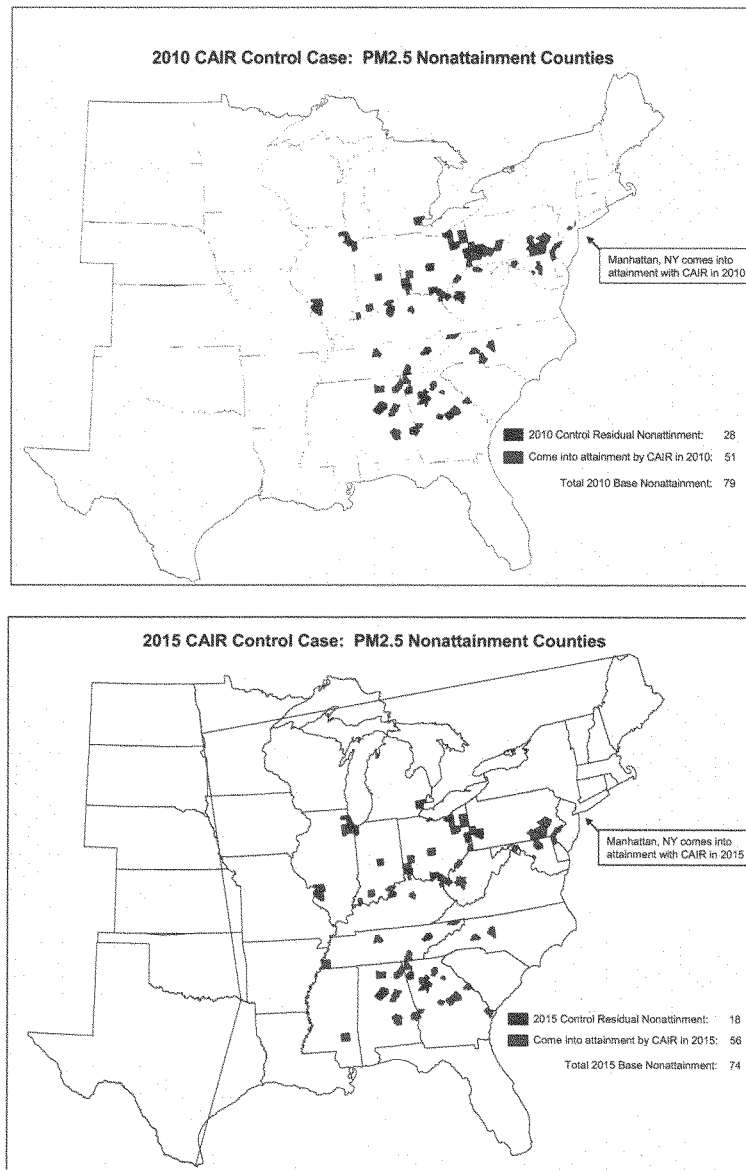 2010 CAIR Control Case: PM2.5 Nonattainment Counties
Manhattan, NY comes into
attainment with CAIR in 2010
2010 Control Residual Nonattinment: 28
Come into attainment by CAIR in 2010: 51
Total 2010 Base Nonattainment: 79
2015 CAIR Control Case: PM2.5 Nonattainment Counties
Manhattan, NY comes into
attainment with CAIR in 2015
2015 Control Residual Nonattinment: 18
Come into attainment by CAIR in 2015: 56
Total 2015 Base Nonattainment: 74